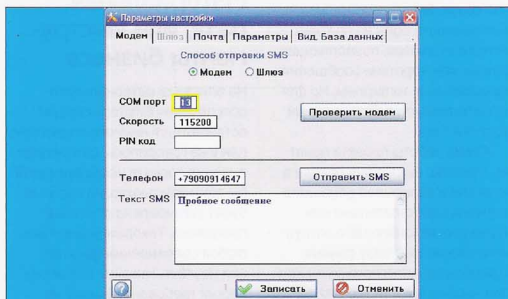 Параметры настройки
Модем Шлюз Почта Параметры Вид, База данных
Способ отправки SMS
Модем Шлюз
COM порт 13
Проверить модем
Скорость 115200
PIN код
Телефон +79090914647 Отправить SMS
Текст SMS Пробное сообщение
Записать Отменить